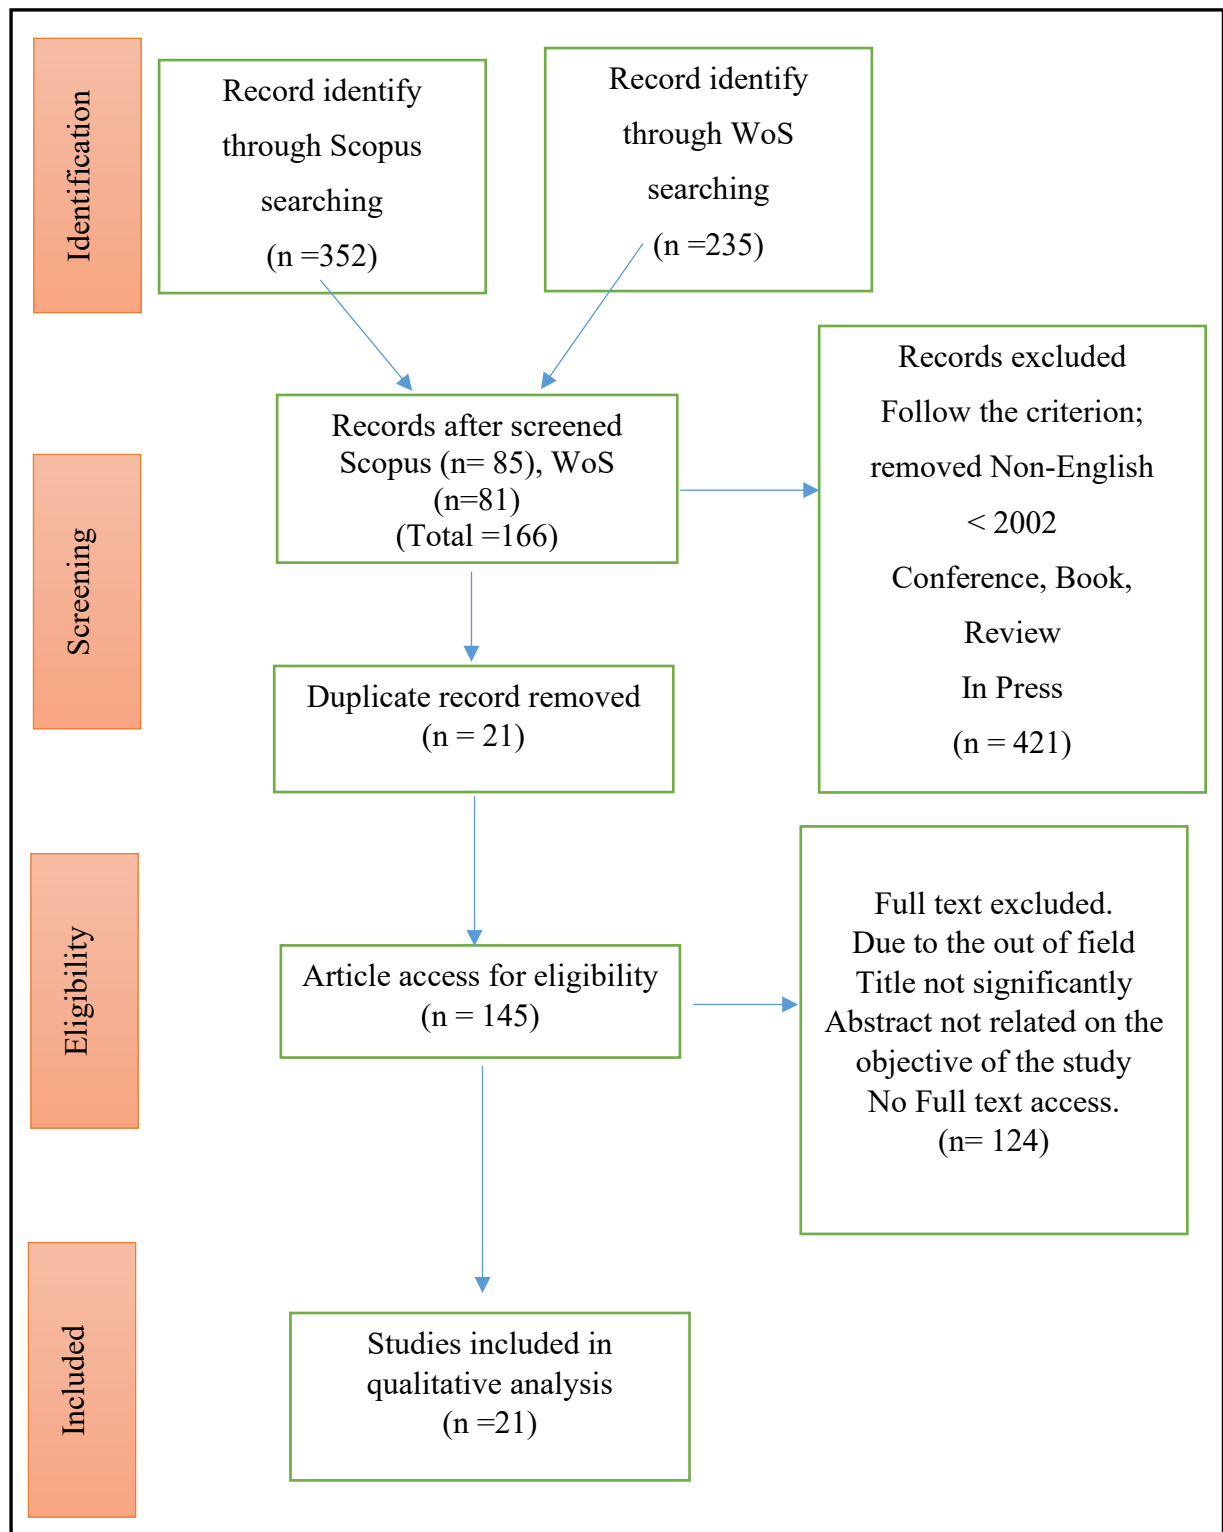 Identification
Record identify
through Scopus
searching
(n =352)
Record identify
through WoS
searching
(n =235)
Screening
Records after screened
Scopus (n= 85), WoS
(n=81)
(Total =166)
Records excluded
Follow the criterion;
removed Non-English
< 2002
Conference, Book,
Review
In Press
(n = 421)
Duplicate record removed
(n = 21)
Eligibility
Article access for eligibility
(n = 145)
Full text excluded.
Due to the out of field
Title not significantly
Abstract not related on the
objective of the study
No Full text access.
(n= 124)
Included
Studies included in
qualitative analysis
(n =21)